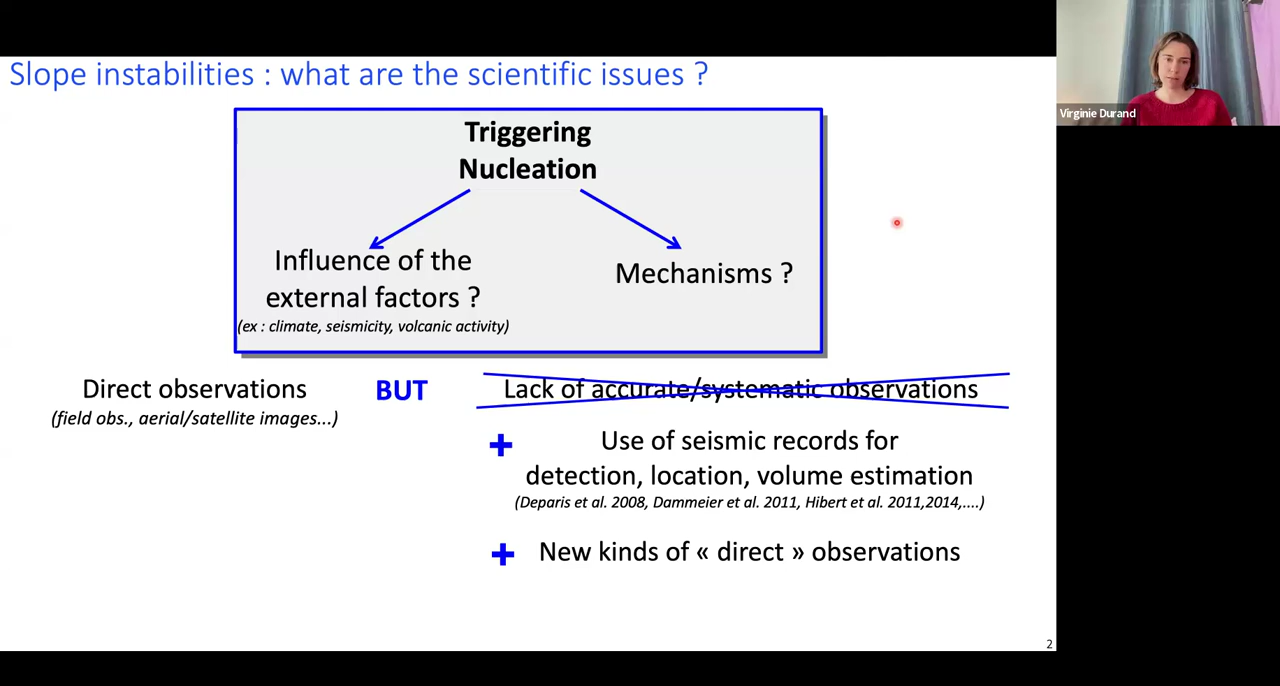 Slope instabilities : what are the scientific issues ?
Virginie Durand
Triggering
Nucleation
Influence of the
external factors ?
(ex : climate, seismicity, volcanic activity)
Mechanisms ?
Direct observations
(field obs., aerial/satellite images...)
BUT
Lack of accurate/systematic observations
+ Use of seismic records for
detection, location, volume estimation
(Deparis et al. 2008, Dammeier et al. 2011, Hibert et al. 2011,2014,....)
+ New kinds of « direct » observations
2